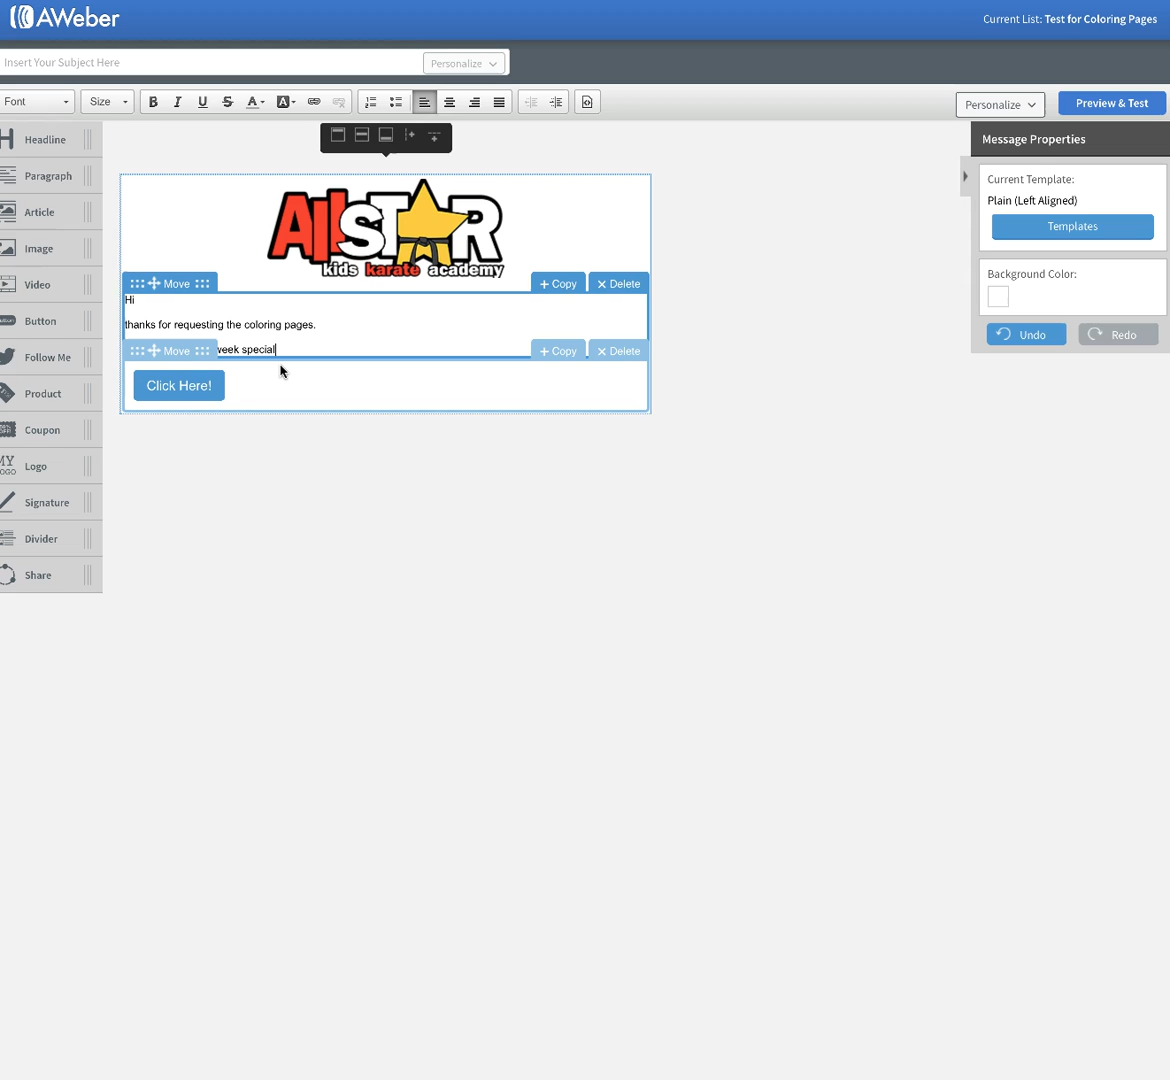 AWeber
Current List: Test for Coloring Pages
Insert Your Subject Here
Personalize
Font
Size
B I U S A A
Personalize
Preview & Test
Message Properties
H Headline
Paragraph
Article
Image
Video
Button
Follow Me
Product
Coupon
MY LOGO Logo
Signature
Divider
Share
AllSTAR
kids karate academy
Move
+ Copy
× Delete
Hi
thanks for requesting the coloring pages.
Move
week special
+ Copy
× Delete
Click Here!
Current Template:
Plain (Left Aligned)
Templates
Background Color:
Undo
Redo